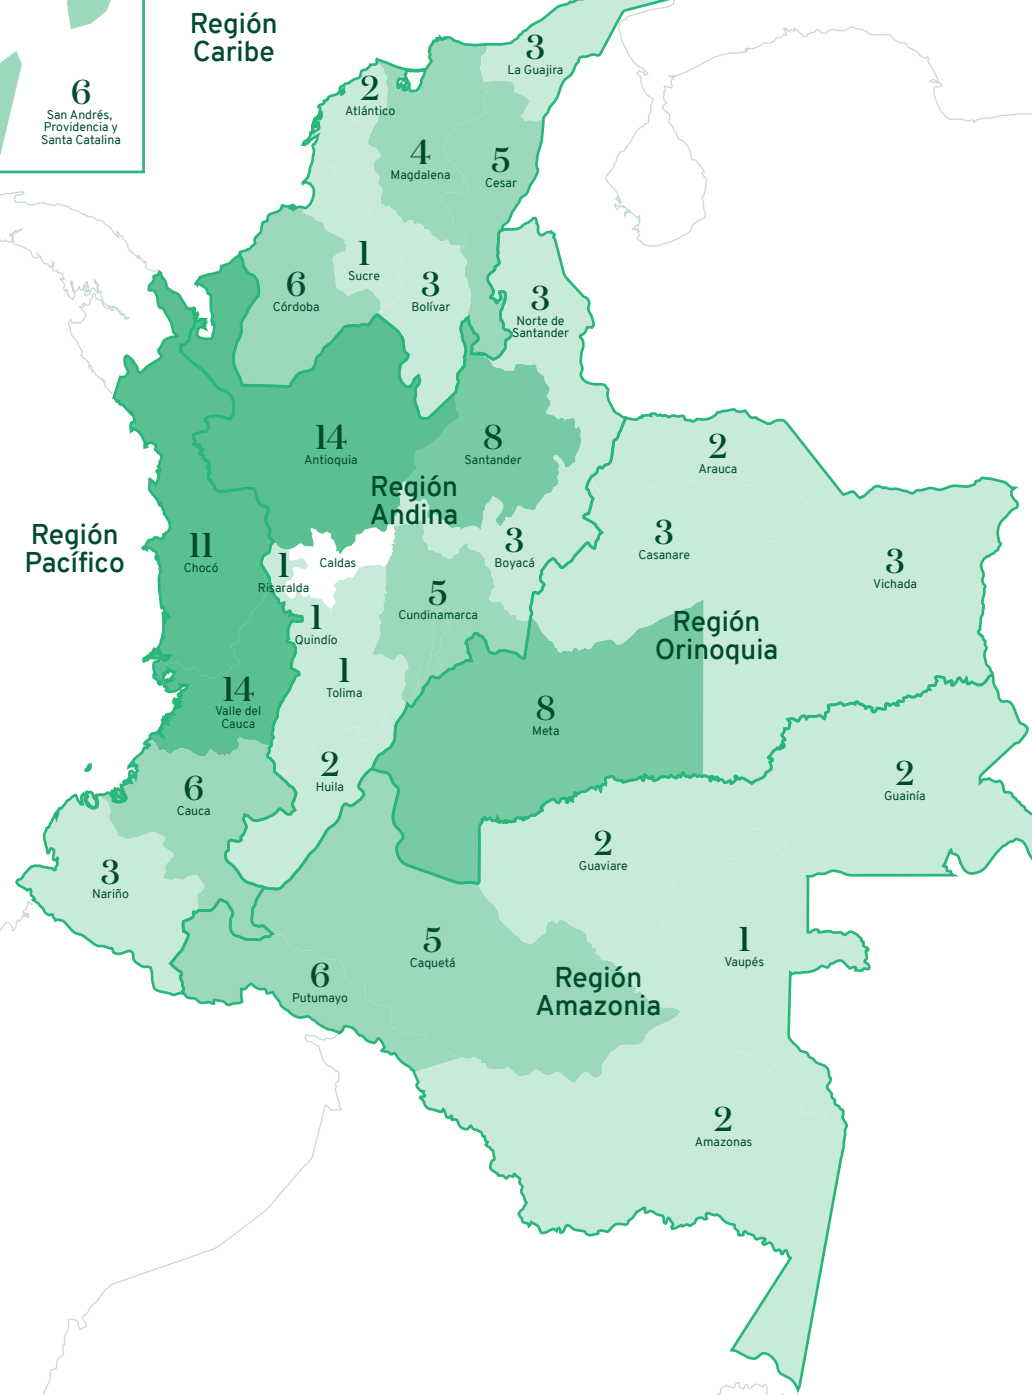 Región
Caribe
3
La Guajira
6
San Andrés,
Providencia y
Santa Catalina
2
Atlántico
4
Magdalena
5
Cesar
1
Sucre
6
Córdoba
3
Bolívar
3
Norte de
Santander
14
Antioquia
8
Santander
2
Arauca
Región
Andina
Región
Pacífico
11
Chocó
1
Risaralda
Caldas
3
Boyacá
3
Casanare
3
Vichada
5
Cundinamarca
1
Quindío
Región
Orinoquia
1
Tolima
14
Valle del
Cauca
8
Meta
2
Huila
6
Cauca
2
Guainía
2
Guaviare
3
Nariño
5
Caquetá
1
Vaupés
6
Putumayo
Región
Amazonia
2
Amazonas